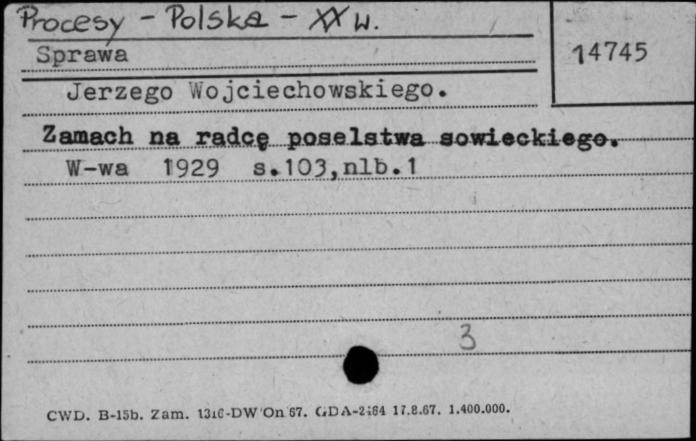 Procesy - Polska - XX w.
Sprawa
14745
Jerzego Wojciechowskiego.
Zamach na radcę poselstwa sowieckiego.
W-wa 1929 s.103,nlb.1
3
CWD. B-15b. Zam. 1316-DW On 67. GDA-2464 17.8.67. 1.400.000.